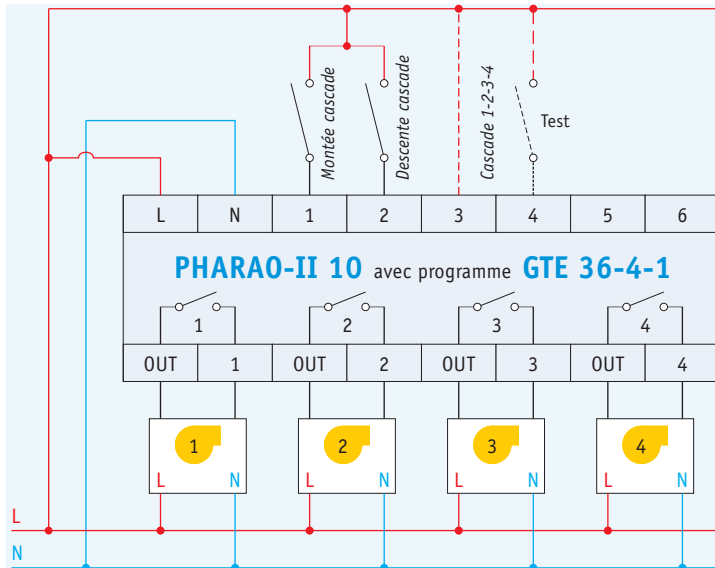 Montée cascade
Descente cascade
Cascade 1-2-3-4
Test
L N 1 2 3 4 5 6
PHARAO-II 10 avec programme GTE 36-4-1
1 2 3 4
OUT 1 OUT 2 OUT 3 OUT 4
1 2 3 4
L N L N L N L N
L
N